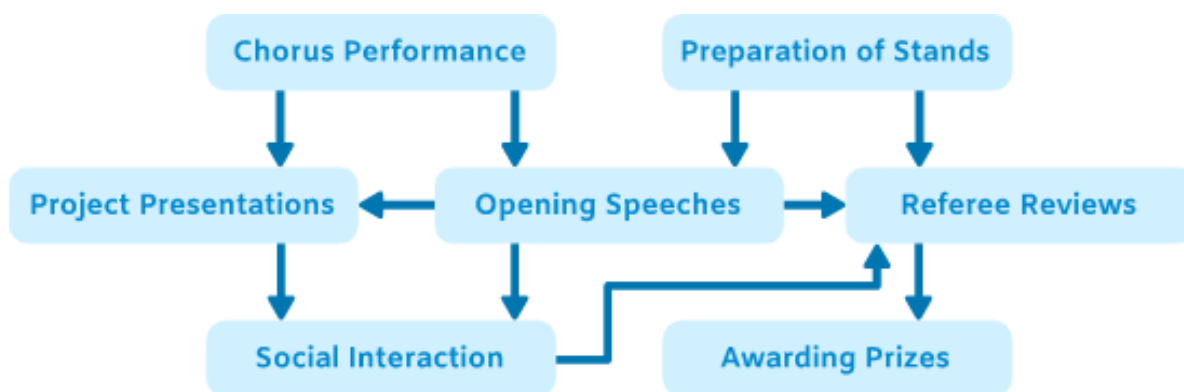 Chorus Performance
Preparation of Stands
Project Presentations
Opening Speeches
Referee Reviews
Social Interaction
Awarding Prizes